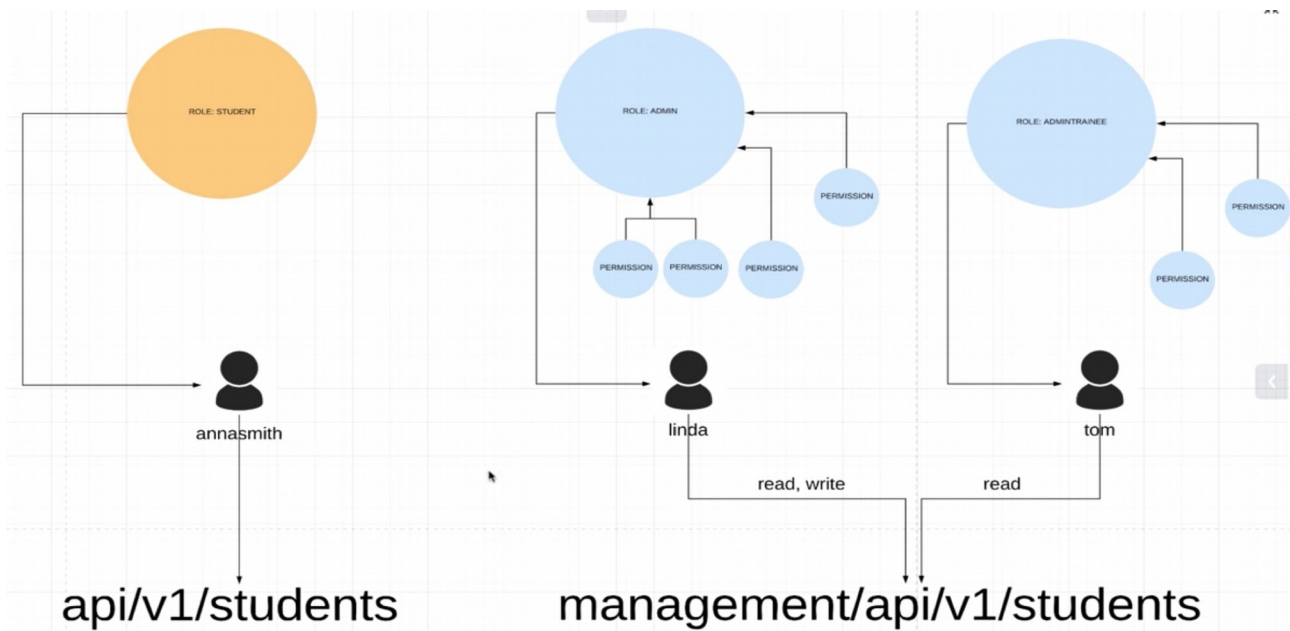 ROLE: STUDENT
ROLE: ADMIN
ROLE: ADMINTRAINEE
PERMISSION
PERMISSION
PERMISSION
PERMISSION
PERMISSION
PERMISSION
annasmith
linda
tom
read, write
read
api/v1/students
management/api/v1/students